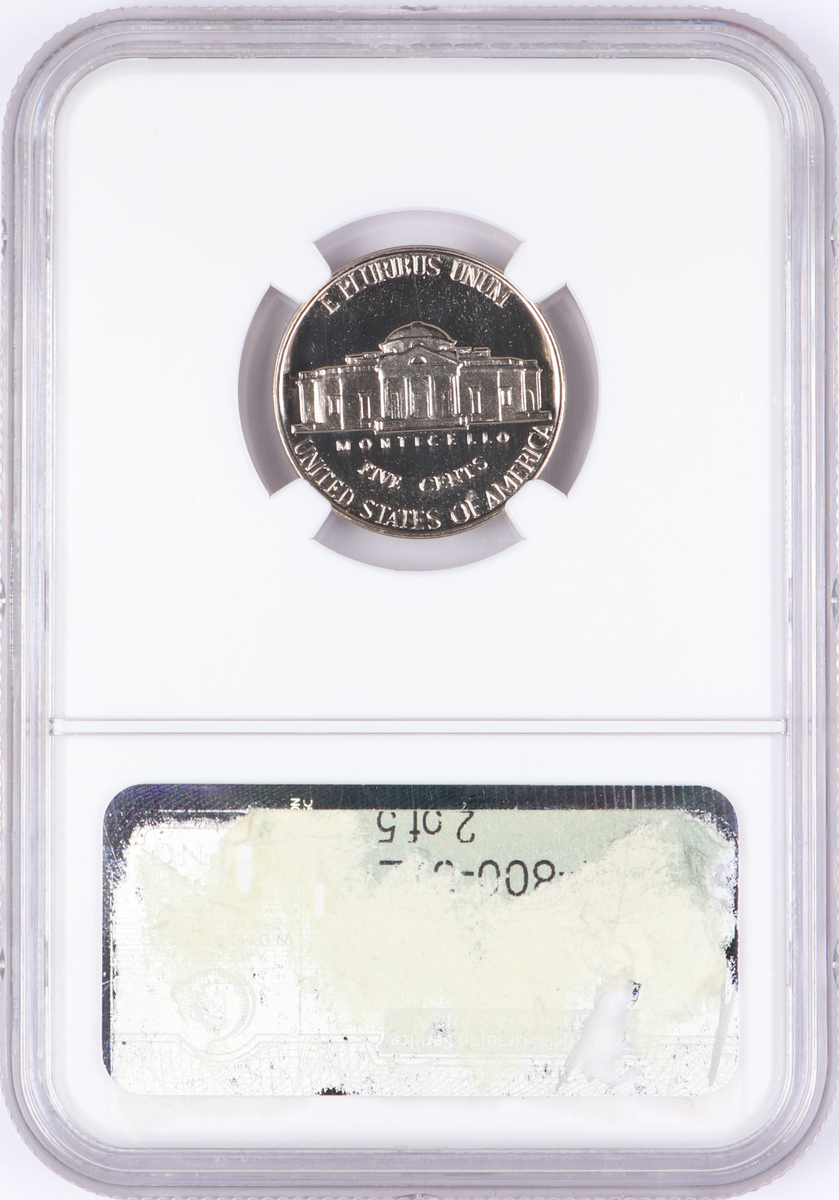 E PLURIBUS UNUM
MONTICELLO
FIVE CENTS
UNITED STATES OF AMERICA
2 of 5